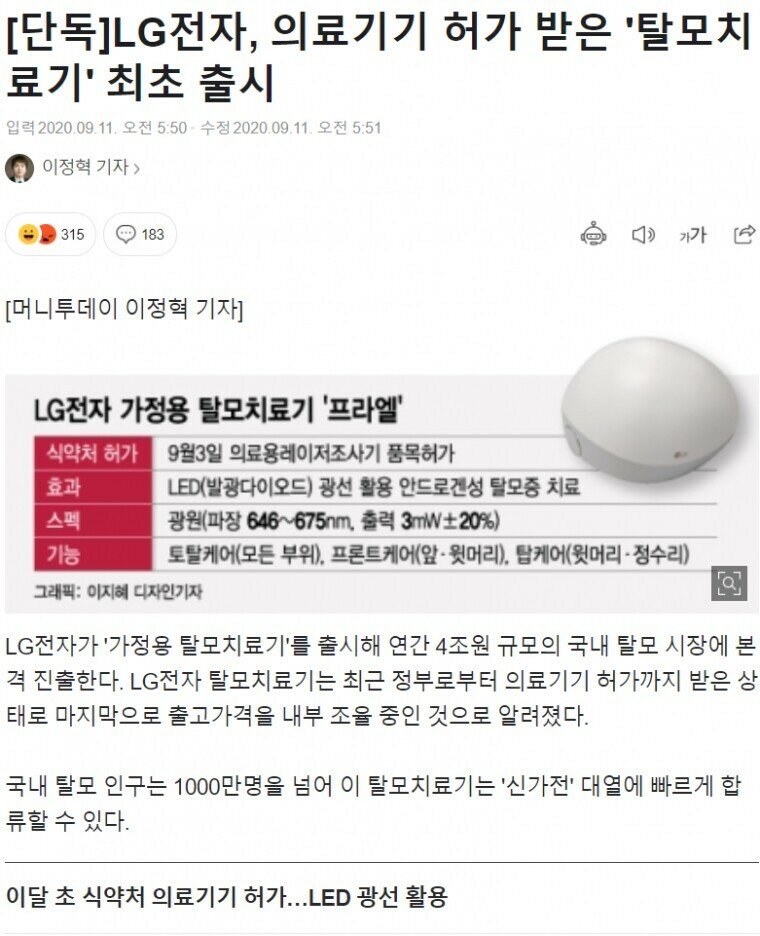 [단독]LG전자, 의료기기 허가 받은 '탈모치
료기' 최초 출시
입력 2020.09.11. 오전 5:50 · 수정 2020.09.11. 오전 5:51
이정혁 기자 >
315 183 가가
[머니투데이 이정혁 기자]
LG전자 가정용 탈모치료기 '프라엘'
식약처 허가 9월3일 의료용레이저조사기 품목허가
효과 LED(발광다이오드) 광선 활용 안드로겐성 탈모증 치료
스펙 광원(파장 646~675nm, 출력 3mW±20%)
기능 토탈케어(모든 부위), 프론트케어(앞·윗머리), 탑케어(윗머리·정수리)
그래픽: 이지혜 디자인기자
LG전자가 '가정용 탈모치료기'를 출시해 연간 4조원 규모의 국내 탈모 시장에 본
격 진출한다. LG전자 탈모치료기는 최근 정부로부터 의료기기 허가까지 받은 상
태로 마지막으로 출고가격을 내부 조율 중인 것으로 알려졌다.
국내 탈모 인구는 1000만명을 넘어 이 탈모치료기는 '신가전' 대열에 빠르게 합
류할 수 있다.
이달 초 식약처 의료기기 허가…LED 광선 활용